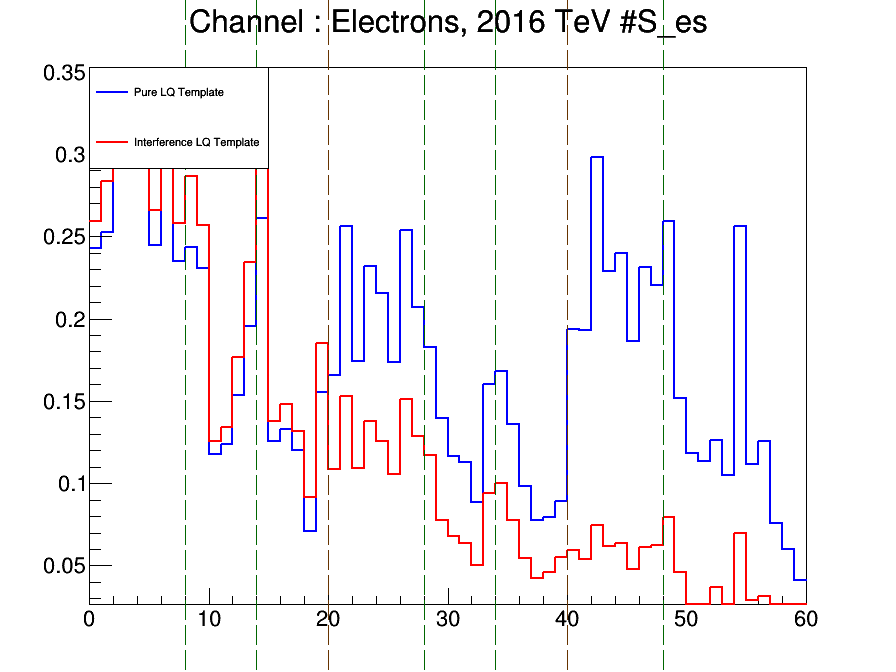 Channel : Electrons, 2016 TeV #S_es
0.35
Pure LQ Template
Interference LQ Template
0.3
0.25
0.2
0.15
0.1
0.05
0 10 20 30 40 50 60